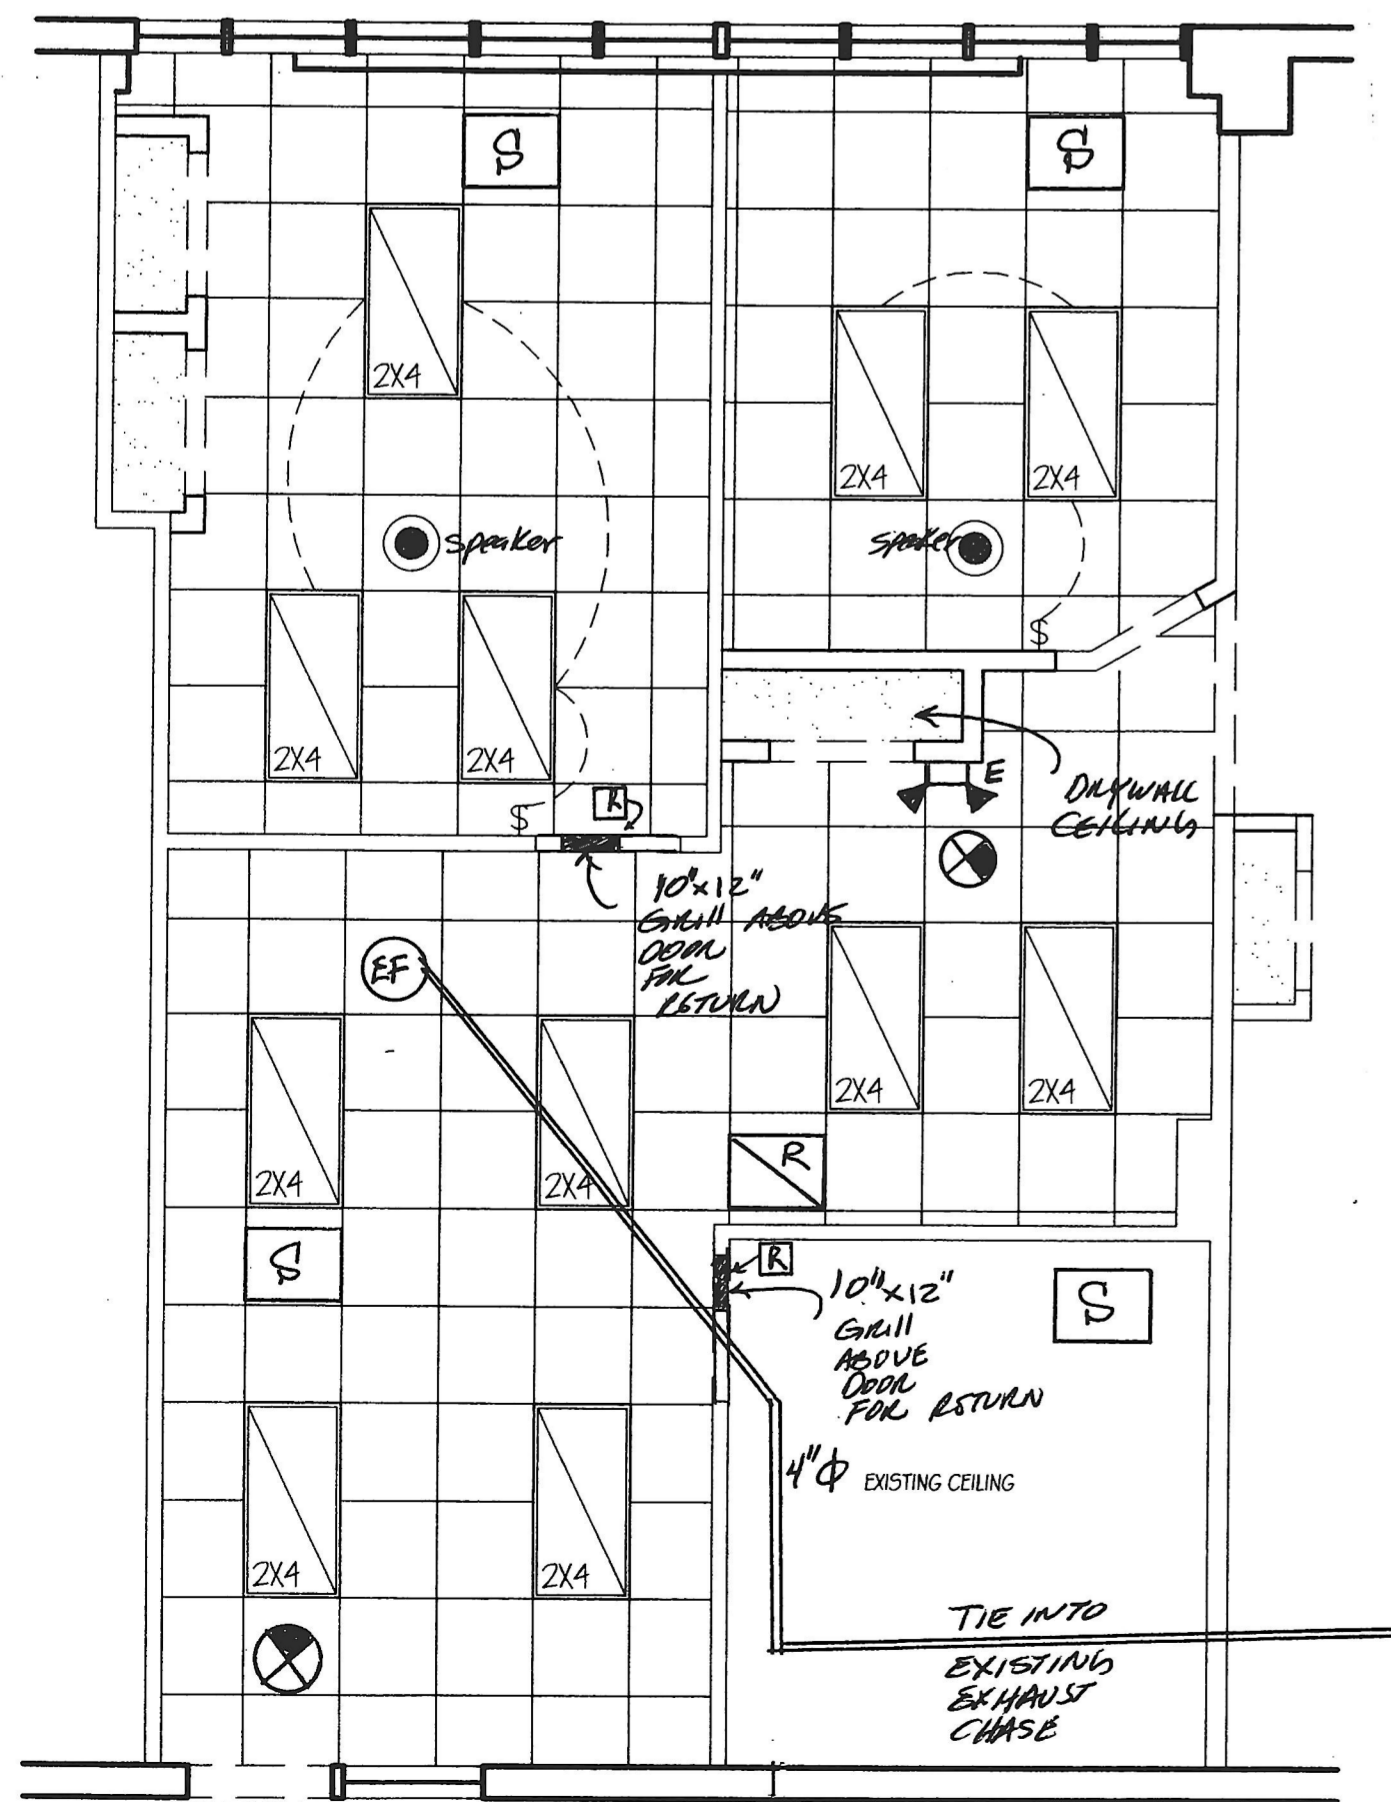 S
S
2X4
2X4
2X4
speaker
speaker
$
2X4
2X4
E
DRYWALL
CEILING
R
$
10"x12"
GRILL ABOVE
DOOR
FOR
RETURN
EF
2X4
2X4
2X4
2X4
R
S
R
10"x12"
GRILL
ABOVE
DOOR
FOR RETURN
S
4"φ EXISTING CEILING
2X4
2X4
TIE INTO
EXISTING
EXHAUST
CHASE